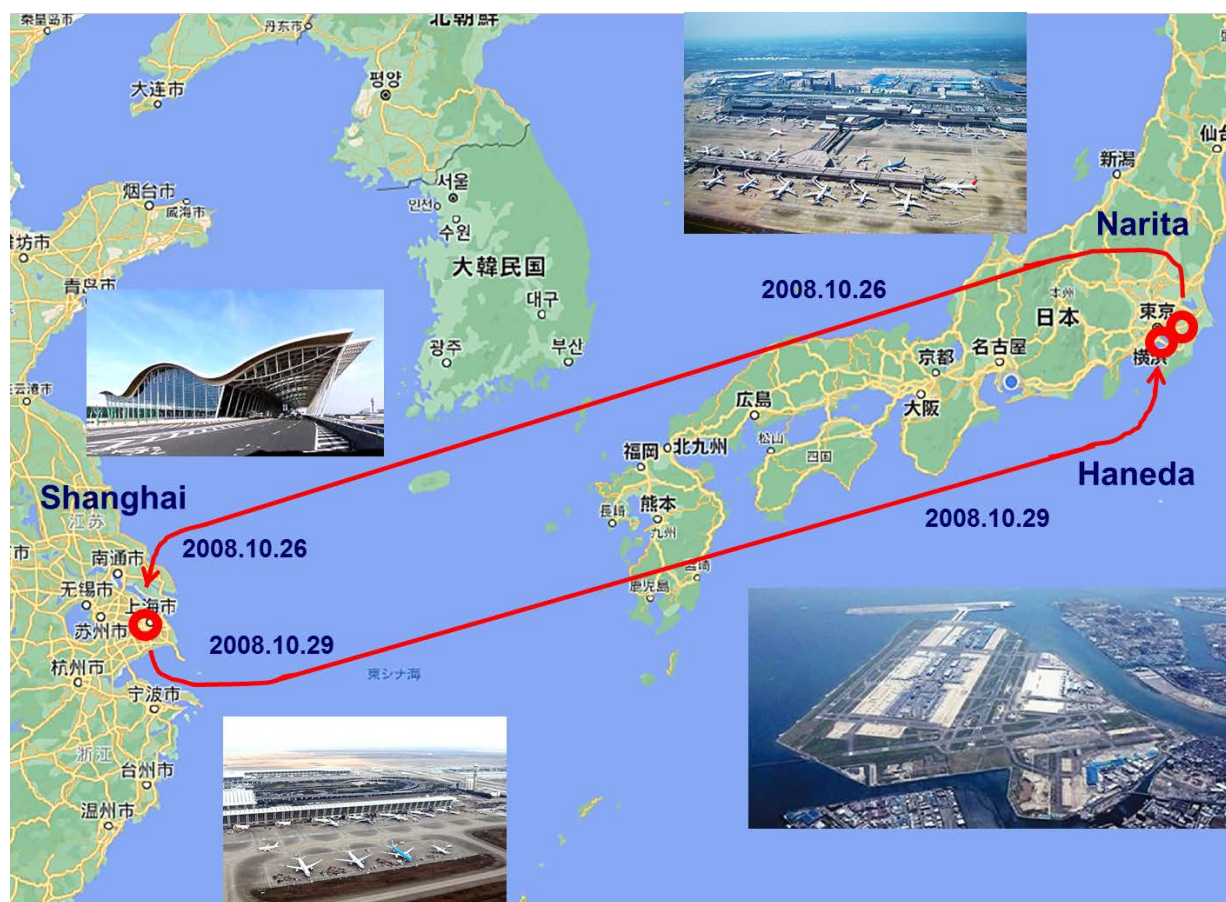 秦皇岛市
丹东市
北朝鮮
大连市
평양
仙台
新潟
烟台市
威海市
서울
인천
수원
坊市
青岛市
Narita
大韓民国
2008.10.26
대구
本州
日本
東京
광주
부산
京都
名古屋
横浜
云港市
広島
大阪
北九州
松山
四国
福岡
Shanghai
熊本
Haneda
長崎
九州
江苏
2008.10.29
市
2008.10.26
南通市
宮崎
鹿児島
无锡市
上海市
苏州市
2008.10.29
杭州市
東シナ海
宁波市
浙江
台州市
温州市